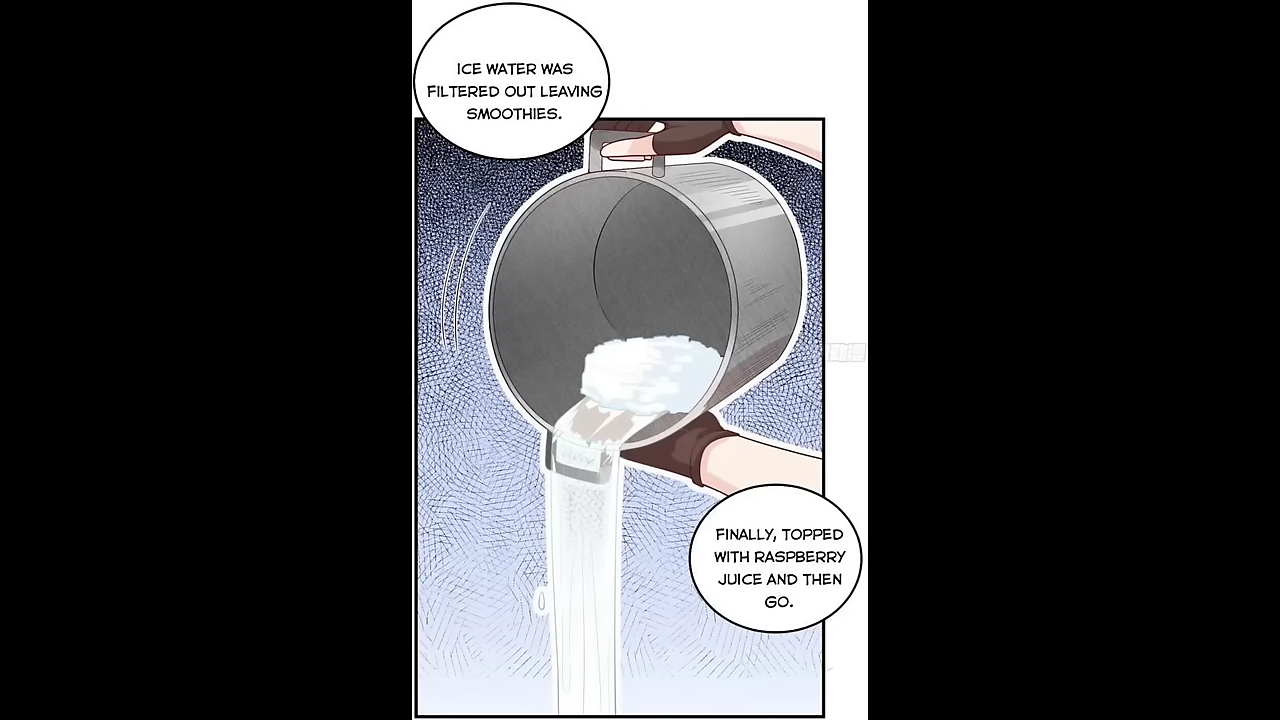 ICE WATER WAS
FILTERED OUT LEAVING
SMOOTHIES.
FINALLY, TOPPED
WITH RASPBERRY
JUICE AND THEN
GO.